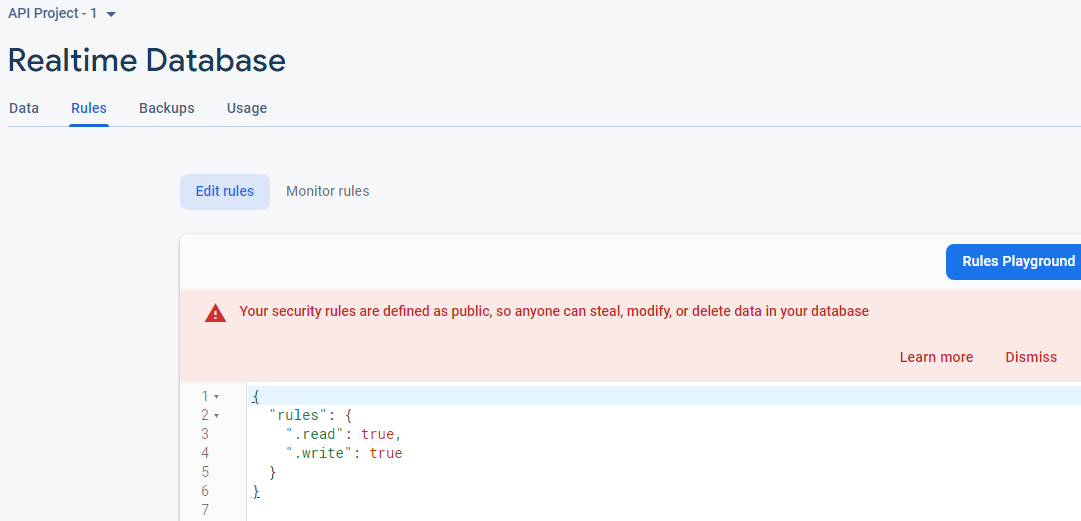 API Project - 1
Realtime Database
Data Rules Backups Usage
Edit rules Monitor rules
Rules Playground
Your security rules are defined as public, so anyone can steal, modify, or delete data in your database
Learn more Dismiss
1 {
2 "rules": {
3 ".read": true,
4 ".write": true
5 }
6 }
7